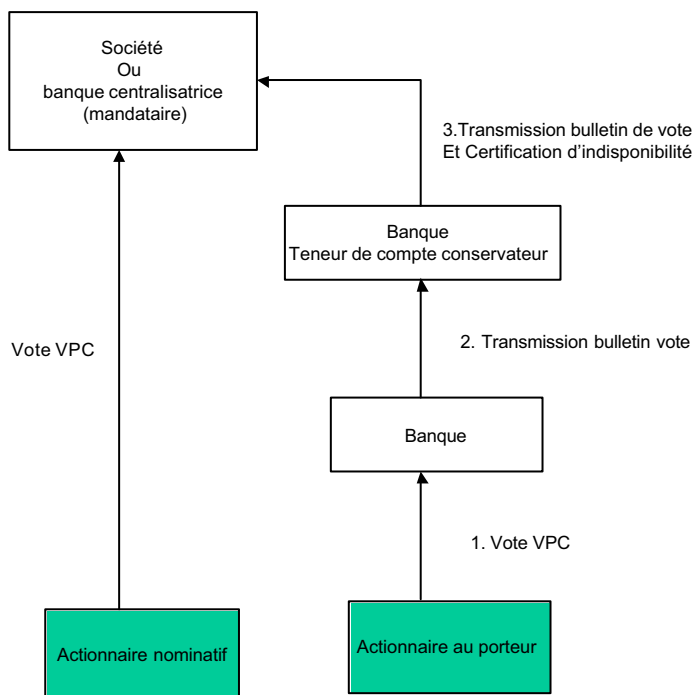 Société
Ou
banque centralisatrice
(mandataire)
3.Transmission bulletin de vote
Et Certification d'indisponibilité
Banque
Teneur de compte conservateur
Vote VPC
2. Transmission bulletin vote
Banque
1. Vote VPC
Actionnaire nominatif
Actionnaire au porteur